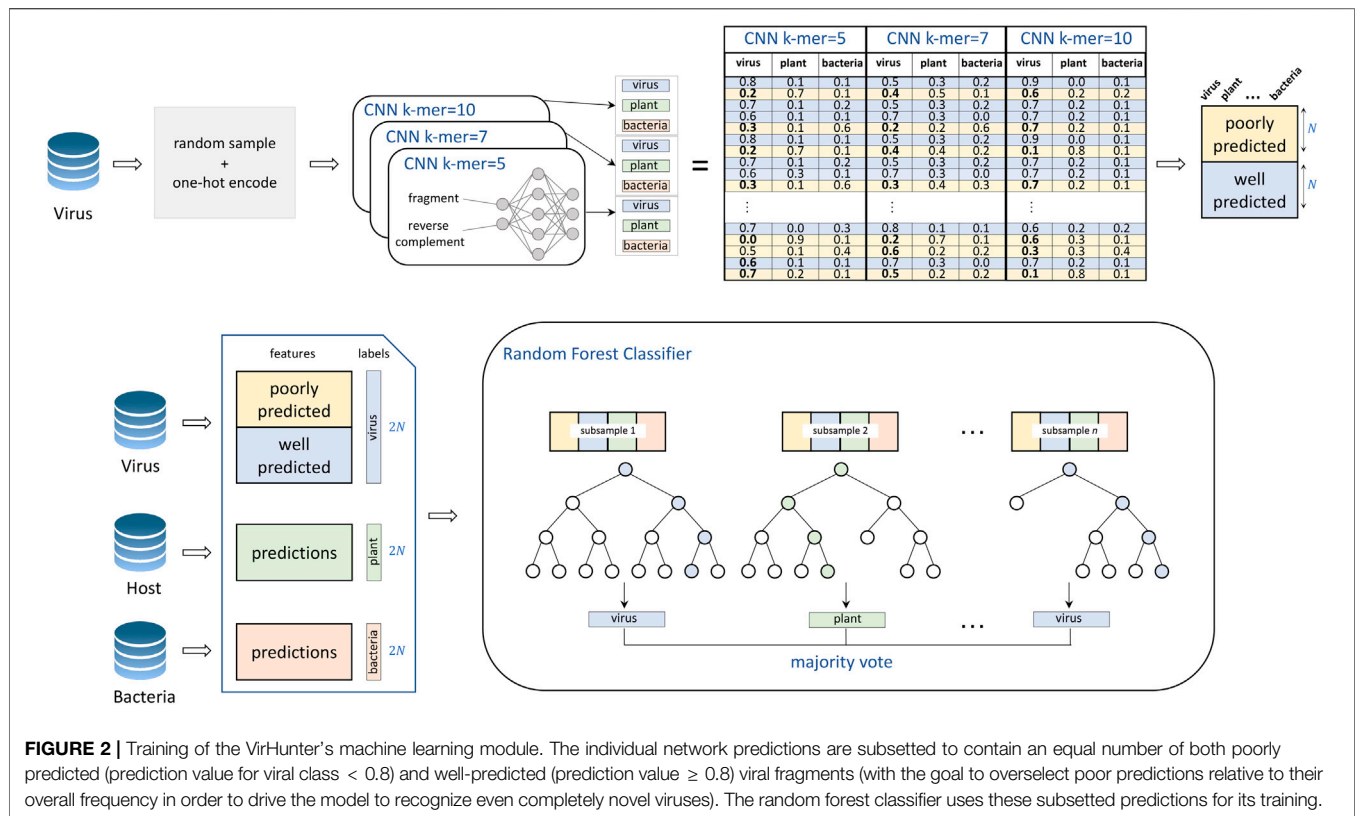 CNN k-mer=5 CNN k-mer=7 CNN k-mer=10
virus plant bacteria virus plant bacteria virus plant bacteria
0.8 0.1 0.1 0.5 0.3 0.2 0.9 0.0 0.1
0.2 0.7 0.1 0.4 0.5 0.1 0.6 0.2 0.2
0.7 0.1 0.2 0.5 0.3 0.2 0.7 0.2 0.1
0.6 0.1 0.1 0.7 0.3 0.0 0.7 0.2 0.1
0.3 0.1 0.6 0.2 0.2 0.6 0.7 0.2 0.1
0.8 0.1 0.1 0.5 0.3 0.2 0.9 0.0 0.1
0.2 0.7 0.1 0.4 0.4 0.2 0.1 0.8 0.1
0.7 0.1 0.2 0.5 0.3 0.2 0.7 0.2 0.1
0.6 0.3 0.1 0.7 0.3 0.0 0.7 0.2 0.1
0.3 0.1 0.6 0.3 0.4 0.3 0.7 0.2 0.1
⋮ ⋮ ⋮
0.7 0.0 0.3 0.8 0.1 0.1 0.6 0.2 0.2
0.0 0.9 0.1 0.2 0.7 0.1 0.6 0.3 0.1
0.5 0.1 0.4 0.6 0.2 0.2 0.3 0.3 0.4
0.6 0.1 0.1 0.7 0.3 0.0 0.7 0.2 0.1
0.7 0.2 0.1 0.5 0.2 0.2 0.1 0.8 0.1
Virus
random sample
+
one-hot encode
CNN k-mer=10
CNN k-mer=7
CNN k-mer=5
fragment
reverse
complement
virus
plant
bacteria
virus
plant
bacteria
virus
plant
bacteria
=
virus
plant
...
bacteria
poorly
predicted
N
well
predicted
N
features labels
Virus
poorly
predicted
well
predicted
virus
2N
Host
predictions
plant
2N
Bacteria
predictions
bacteria
2N
Random Forest Classifier
subsample 1 subsample 2 ... subsample n
virus plant ... virus
majority vote
FIGURE 2 | Training of the VirHunter's machine learning module. The individual network predictions are subsetted to contain an equal number of both poorly
predicted (prediction value for viral class < 0.8) and well-predicted (prediction value ≥ 0.8) viral fragments (with the goal to overselect poor predictions relative to their
overall frequency in order to drive the model to recognize even completely novel viruses). The random forest classifier uses these subsetted predictions for its training.